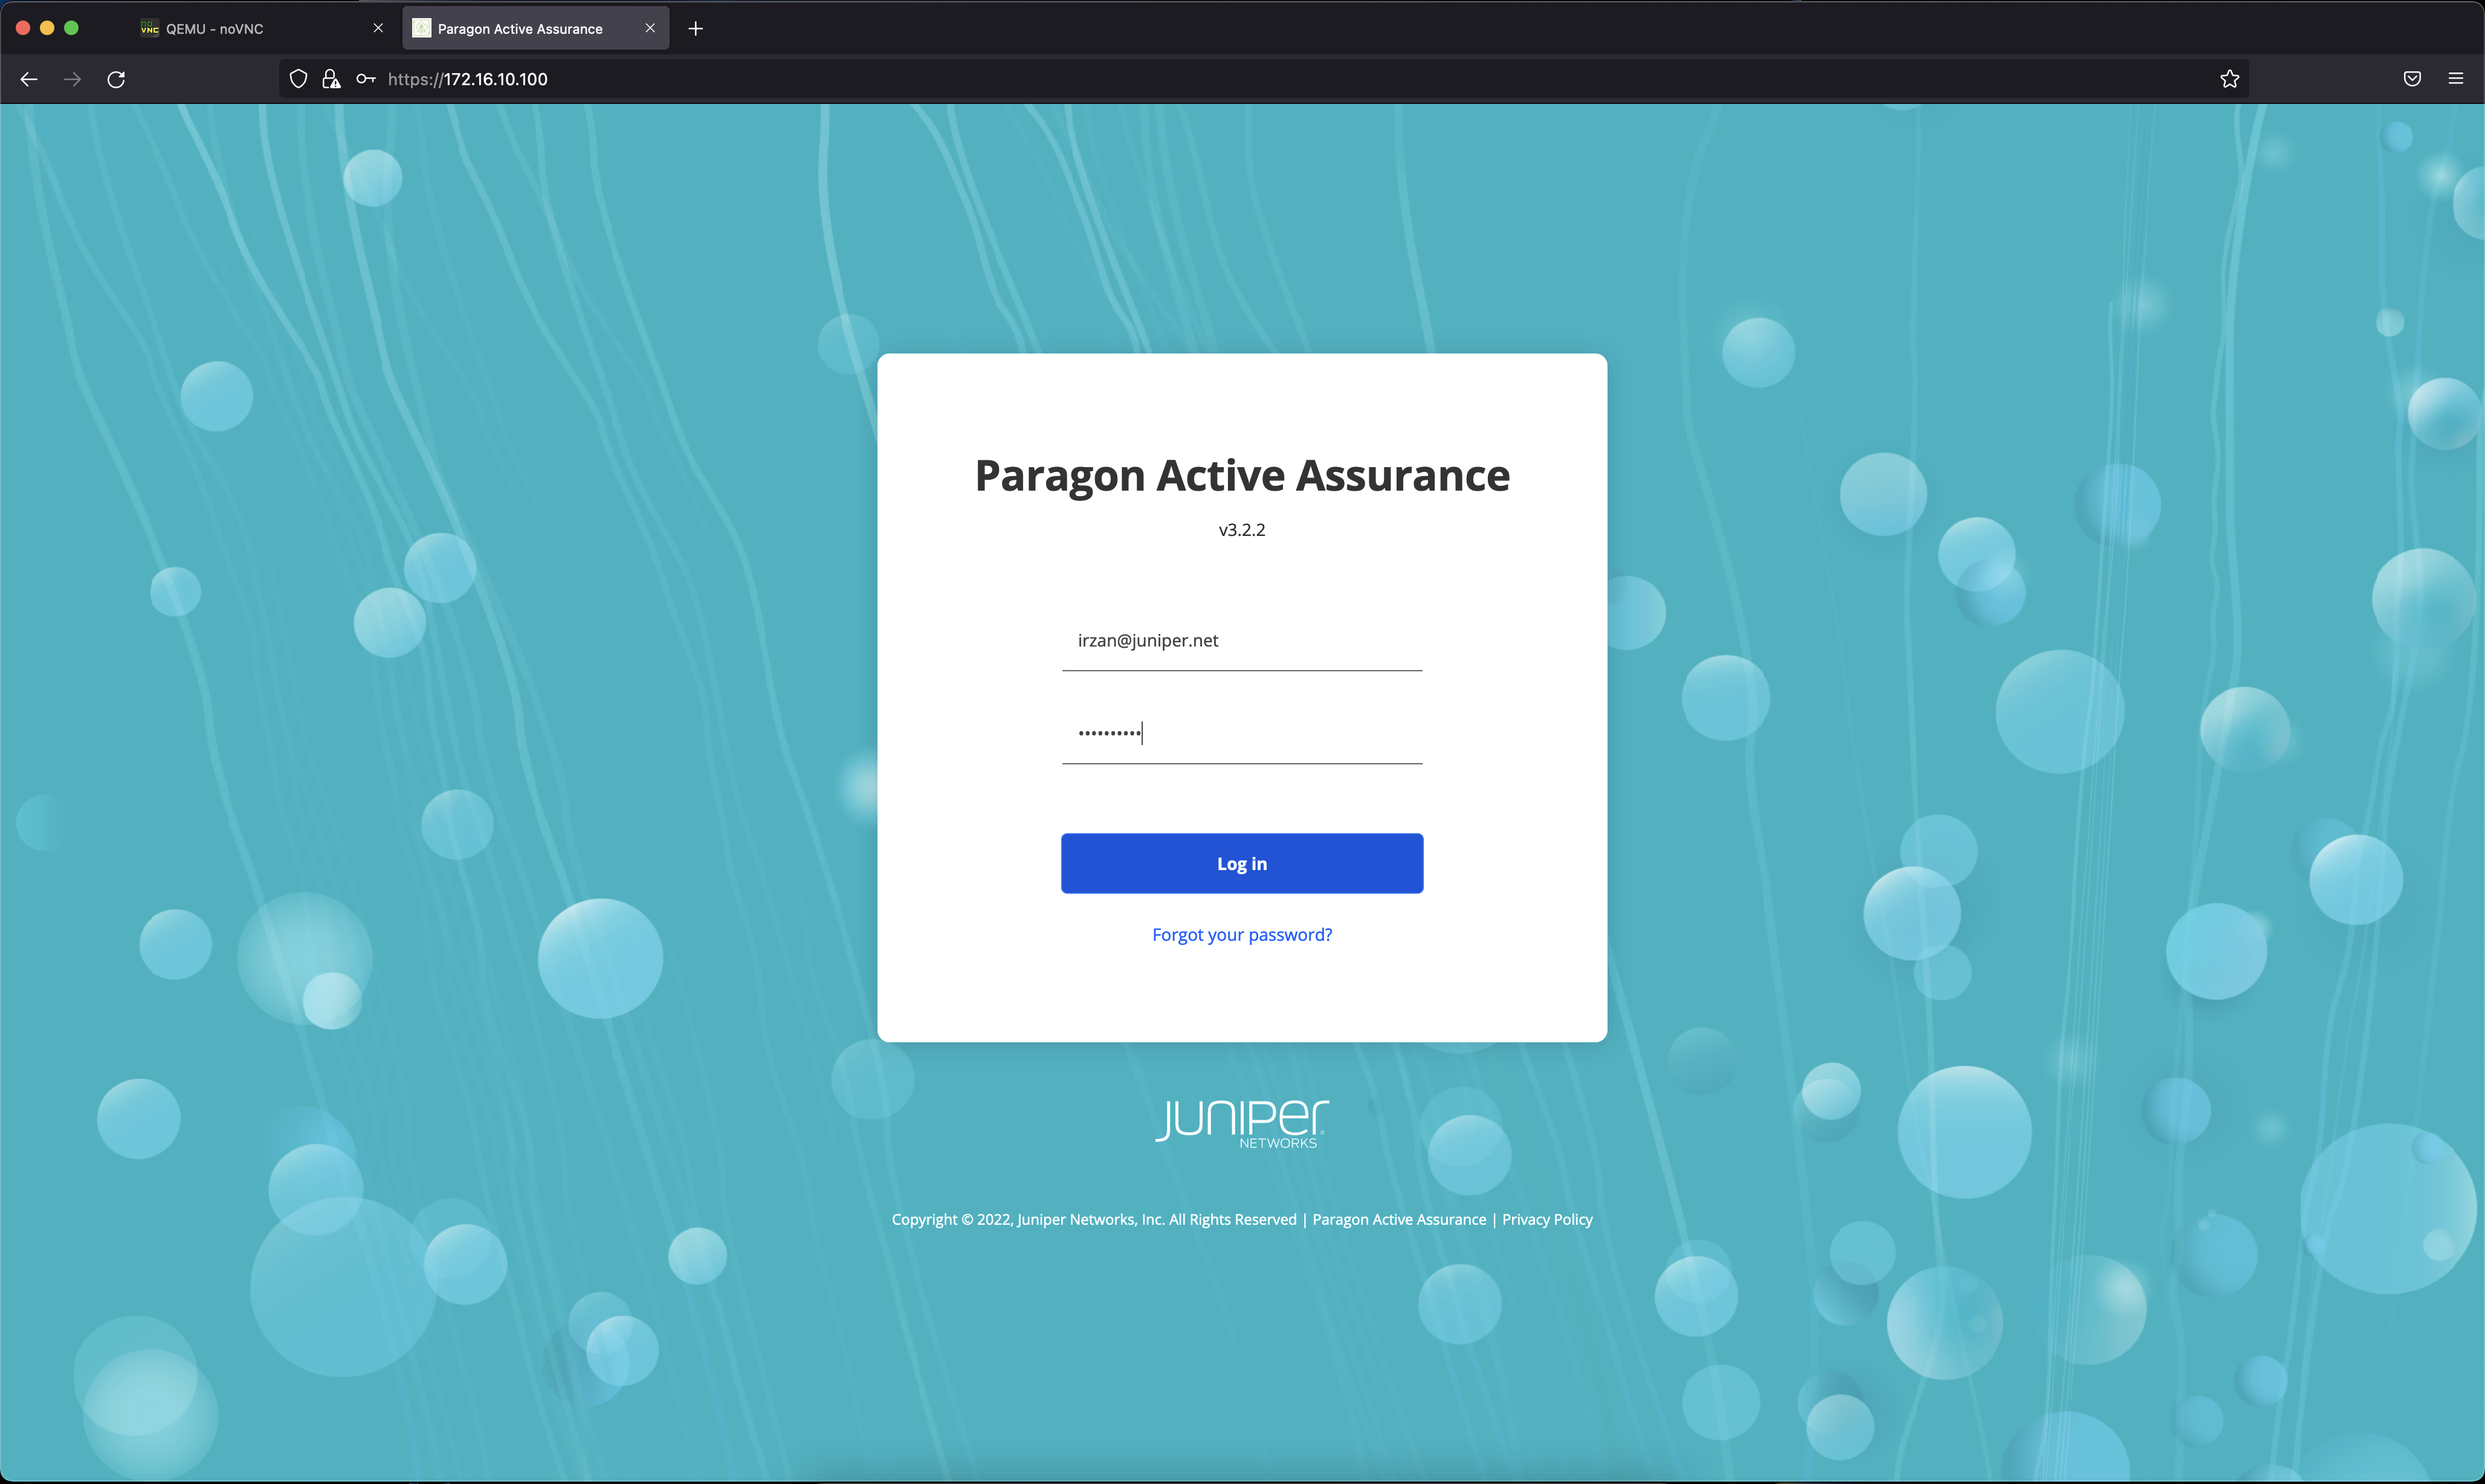 QEMU - noVNC
Paragon Active Assurance
https://172.16.10.100
Paragon Active Assurance
v3.2.2
irzan@juniper.net
••••••••••
Log in
Forgot your password?
JUNIPER
NETWORKS
Copyright © 2022, Juniper Networks, Inc. All Rights Reserved | Paragon Active Assurance | Privacy Policy